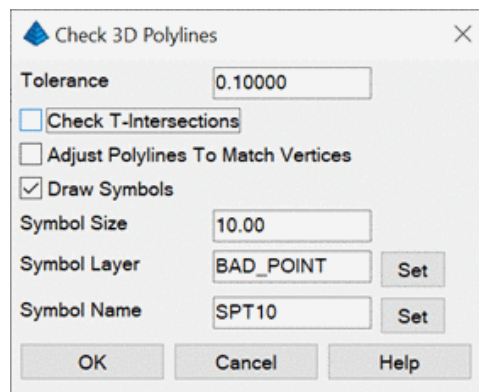 Check 3D Polylines
Tolerance 0.10000
Check T-Intersections
Adjust Polylines To Match Vertices
Draw Symbols
Symbol Size 10.00
Symbol Layer BAD_POINT Set
Symbol Name SPT10 Set
OK Cancel Help